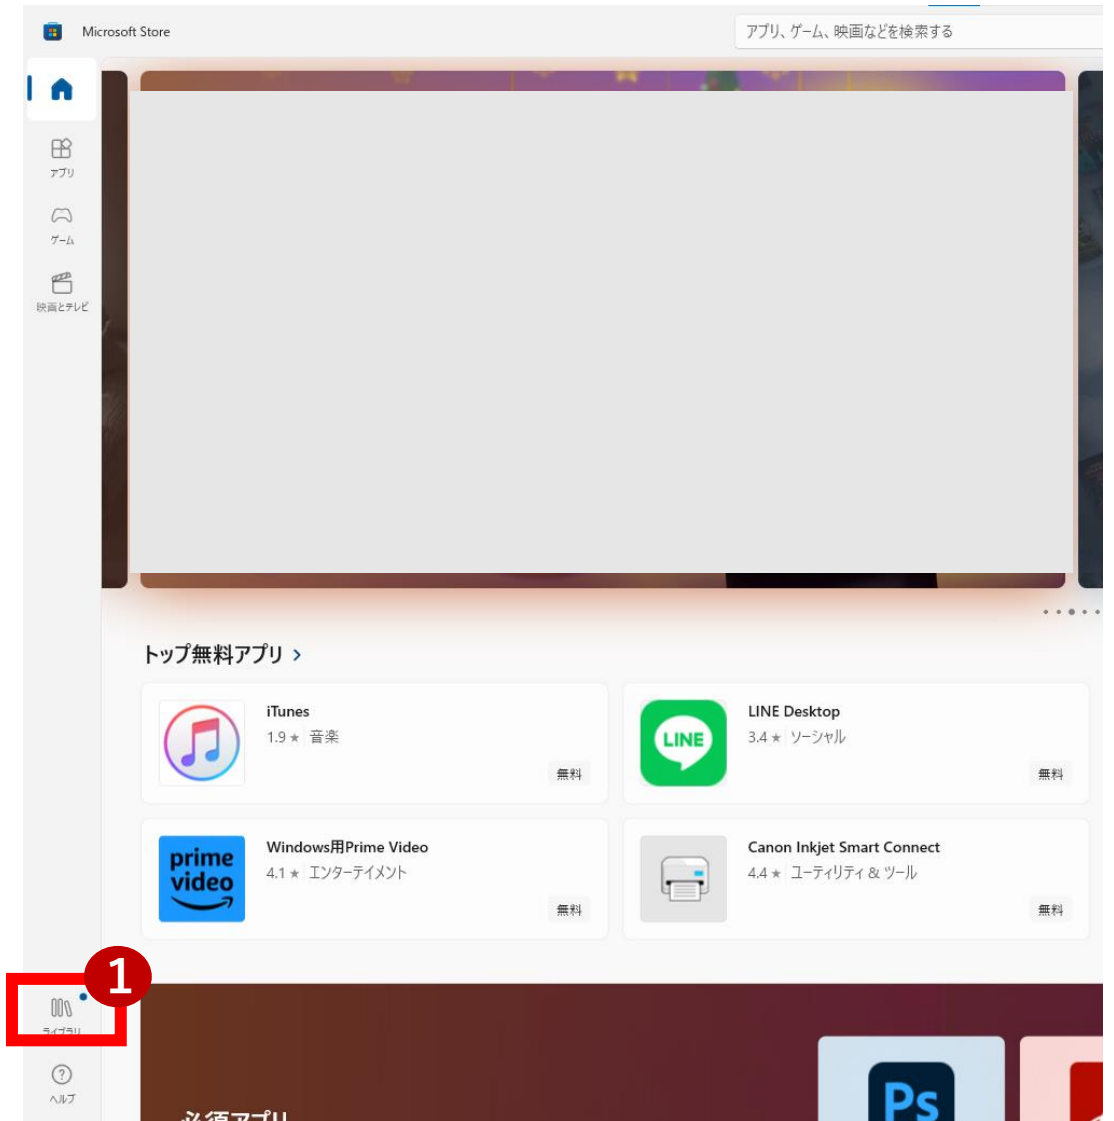 Microsoft Store
アプリ、ゲーム、映画などを検索する
アプリ
ゲーム
映画とテレビ
トップ無料アプリ >
iTunes
1.9 ★ 音楽
無料
LINE
LINE Desktop
3.4 ★ ソーシャル
無料
prime
video
Windows用Prime Video
4.1 ★ エンターテイメント
無料
Canon Inkjet Smart Connect
4.4 ★ ユーティリティ & ツール
無料
1
ライブラリ
?
ヘルプ
必須アプリ
Ps